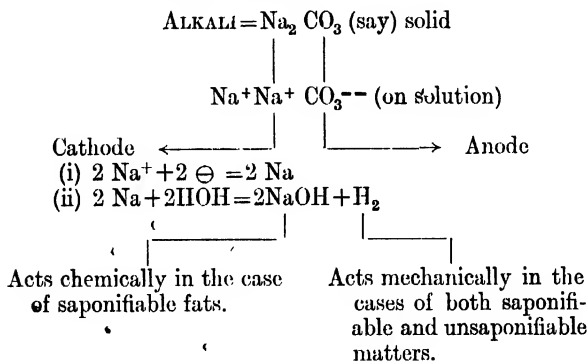 ALKALI=Na₂ CO₃ (say) solid
Na⁺Na⁺ CO₃⁻⁻ (on solution)
Cathode Anode
(i) 2 Na⁺+2 ⊖ =2 Na
(ii) 2 Na+2HOH=2NaOH+H₂
Acts chemically in the case
of saponifiable fats.
Acts mechanically in the
cases of both saponifi-
able and unsaponifiable
matters.